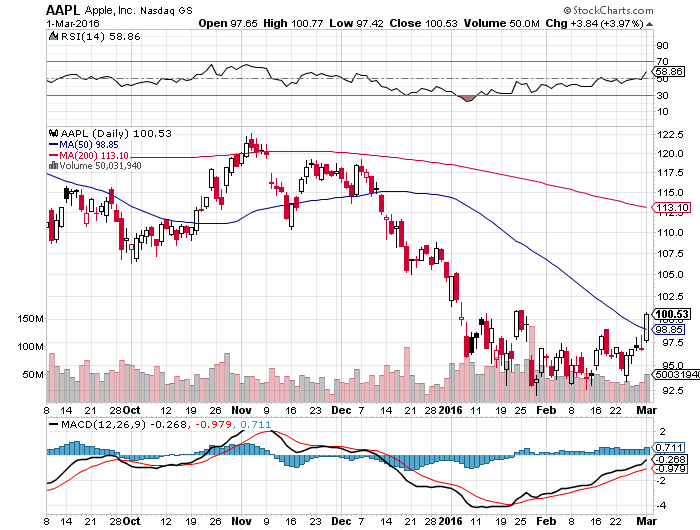 AAPL Apple, Inc. Nasdaq GS © StockCharts.com
1-Mar-2016 Open 97.65 High 100.77 Low 97.42 Close 100.53 Volume 50.0M Chg +3.84 (+3.97%)
RSI(14) 58.86
90
70
58.86
50
30
10
AAPL (Daily) 100.53
MA(50) 98.85
MA(200) 113.10
Volume 50,031,940
122.5
120.0
117.5
115.0
113.10
110.0
107.5
105.0
102.5
100.53
98.85
97.5
95.0
92.5
150M
100M
50M
50031940
8 14 21 28 Oct 12 19 26 Nov 9 16 23 Dec 7 14 21 28 2016 11 19 25 Feb 8 16 22 Mar
MACD(12,26,9) -0.268, -0.979, 0.711
2
0.711
-0.268
-0.979
-2
-4
8 14 21 28 Oct 12 19 26 Nov 9 16 23 Dec 7 14 21 28 2016 11 19 25 Feb 8 16 22 Mar